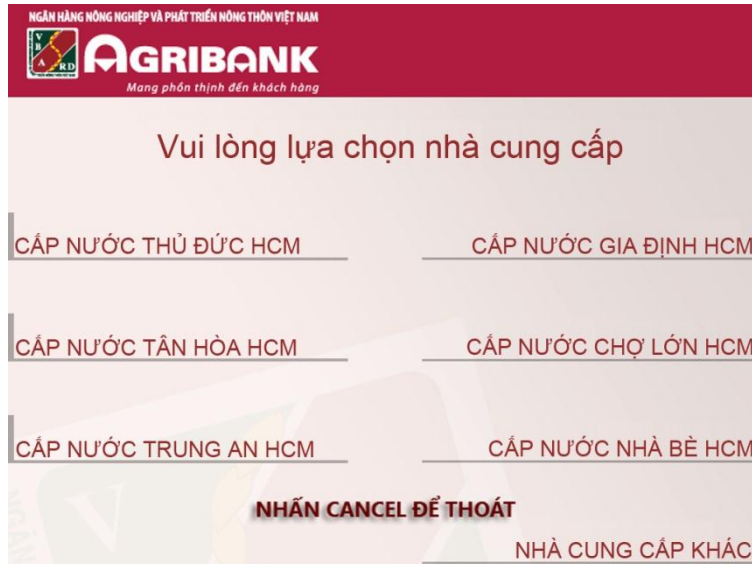 NGÂN HÀNG NÔNG NGHIỆP VÀ PHÁT TRIỂN NÔNG THÔN VIỆT NAM
VBARD
AGRIBANK
Mang phồn thịnh đến khách hàng
Vui lòng lựa chọn nhà cung cấp
CẤP NƯỚC THỦ ĐỨC HCM
CẤP NƯỚC GIA ĐỊNH HCM
CẤP NƯỚC TÂN HÒA HCM
CẤP NƯỚC CHỢ LỚN HCM
CẤP NƯỚC TRUNG AN HCM
CẤP NƯỚC NHÀ BÈ HCM
NHẤN CANCEL ĐỂ THOÁT
NHÀ CUNG CẤP KHÁC